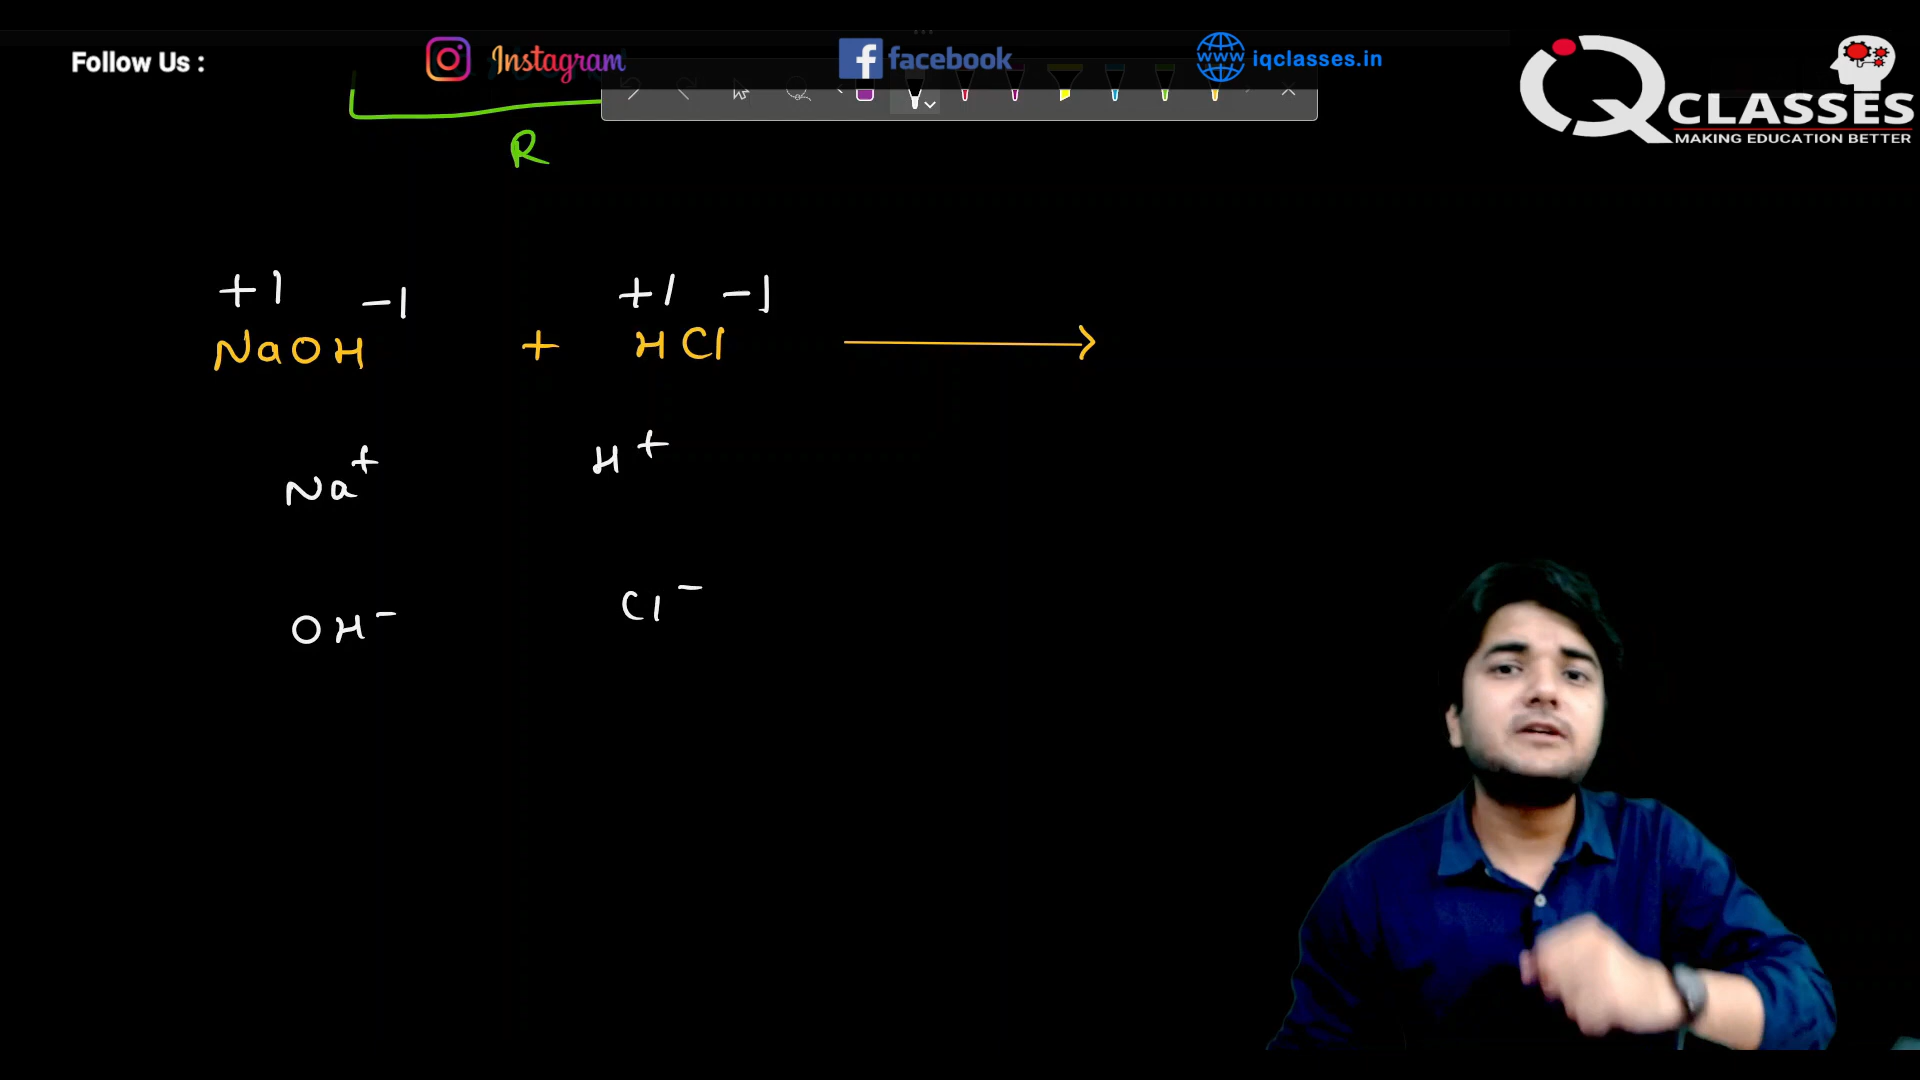 Follow Us : Instagram facebook iqclasses.in
iQ CLASSES
MAKING EDUCATION BETTER
R
+1 -1 +1 -1
NaOH + HCl →
Na+ H+
OH- Cl-